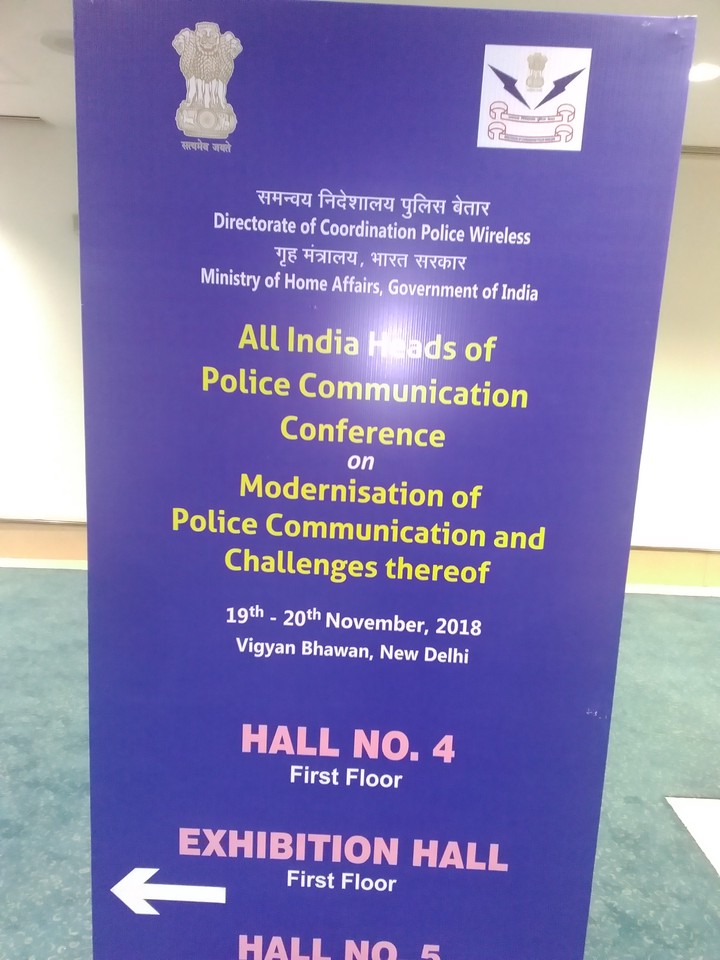 सत्यमेव जयते
समन्वय निदेशालय पुलिस बेतार
Directorate of Coordination Police Wireless
गृह मंत्रालय, भारत सरकार
Ministry of Home Affairs, Government of India
All India Heads of
Police Communication
Conference
on
Modernisation of
Police Communication and
Challenges thereof
19th - 20th November, 2018
Vigyan Bhawan, New Delhi
HALL NO. 4
First Floor
EXHIBITION HALL
First Floor
HALL NO. 5